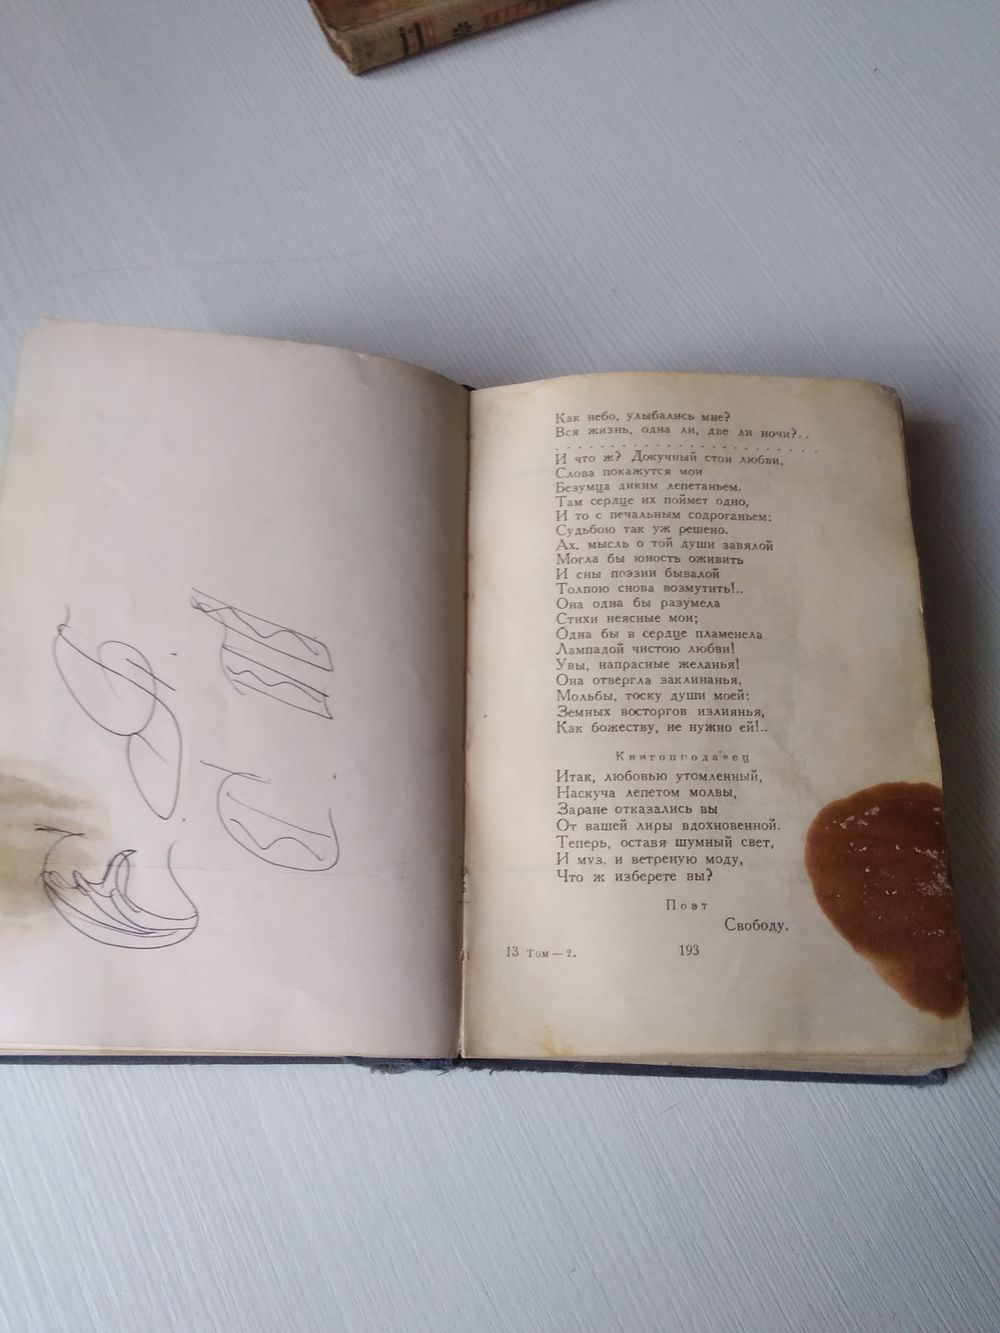 Как небо, улыбались мне?
Вся жизнь, одна ли, две ли ночи?..
. . . . . . . . . . . . . . . . . . . .
И что ж? Докучный стон любви,
Слова покажутся мои
Безумца диким лепетаньем.
Там сердце их поймет одно,
И то с печальным содроганьем:
Судьбою так уж решено.
Ах, мысль о той души завялой
Могла бы юность оживить
И сны поэзии бывалой
Толпою снова возмутить!..
Она одна бы разумела
Стихи неясные мои;
Одна бы в сердце пламенела
Лампадой чистою любви!
Увы, напрасные желанья!
Она отвергла заклинанья,
Мольбы, тоску души моей:
Земных восторгов излиянья,
Как божеству, не нужно ей!..
Книгопродавец
Итак, любовью утомленный,
Наскуча лепетом молвы,
Заране отказались вы
От вашей лиры вдохновенной.
Теперь, оставя шумный свет,
И муз, и ветреную моду,
Что ж изберете вы?
Поэт
Свободу.
13 Том — 2.
193